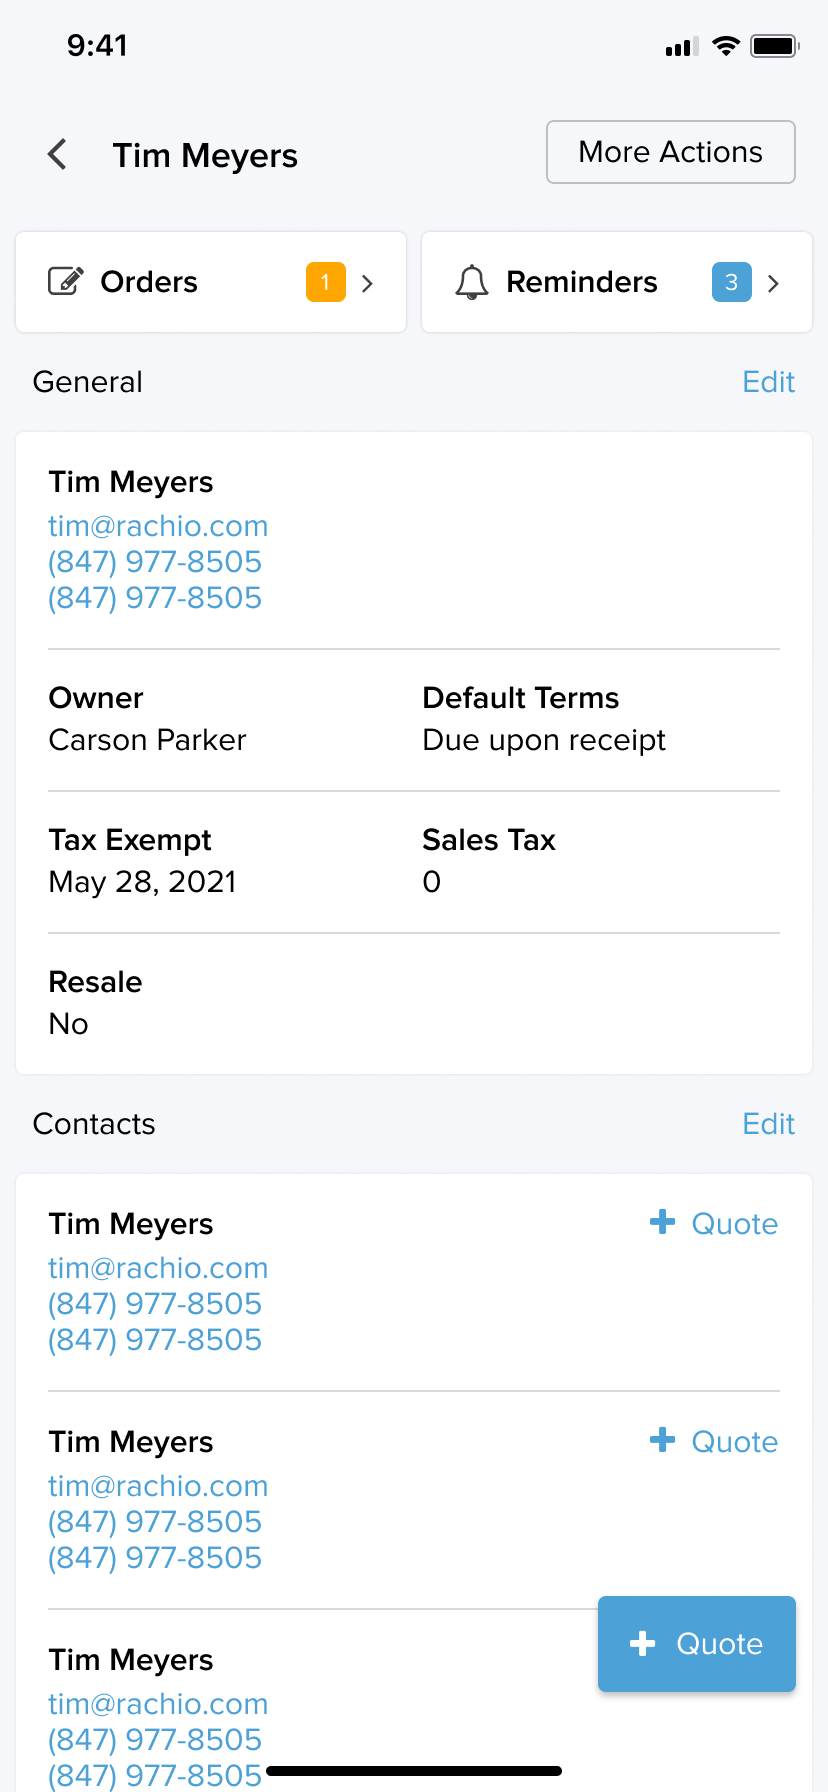 9:41
Tim Meyers
More Actions
Orders 1
Reminders 3
General Edit
Tim Meyers
tim@rachio.com
(847) 977-8505
(847) 977-8505
Owner Default Terms
Carson Parker Due upon receipt
Tax Exempt Sales Tax
May 28, 2021 0
Resale
No
Contacts Edit
Tim Meyers + Quote
tim@rachio.com
(847) 977-8505
(847) 977-8505
Tim Meyers + Quote
tim@rachio.com
(847) 977-8505
(847) 977-8505
+ Quote
Tim Meyers
tim@rachio.com
(847) 977-8505
(847) 977-8505